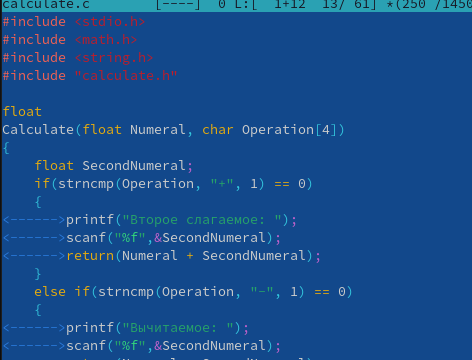 calculate.c [----] 0 L:[ 1+12 13/ 61] *(250 /1450
#include <stdio.h>
#include <math.h>
#include <string.h>
#include "calculate.h"
float
Calculate(float Numeral, char Operation[4])
{
    float SecondNumeral;
    if(strncmp(Operation, "+", 1) == 0)
    {
<------>printf("Второе слагаемое: ");
<------>scanf("%f",&SecondNumeral);
<------>return(Numeral + SecondNumeral);
    }
    else if(strncmp(Operation, "-", 1) == 0)
    {
<------>printf("Вычитаемое: ");
<------>scanf("%f",&SecondNumeral);